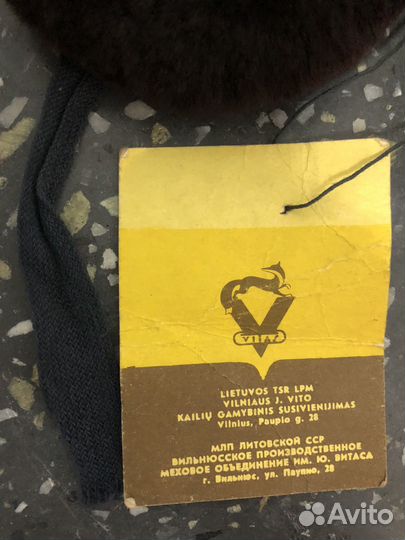 VILAP
LIETUVOS TSR LPM
VILNIAUS J. VITO
KAILIŲ GAMYBINIS SUSIVIENIJIMAS
Vilnius, Paupio g. 28
МЛП ЛИТОВСКОЙ ССР
ВИЛЬНЮССКОЕ ПРОИЗВОДСТВЕННОЕ
МЕХОВОЕ ОБЪЕДИНЕНИЕ ИМ. Ю. ВИТАСА
г. Вильнюс, ул. Паупио, 28
Avito